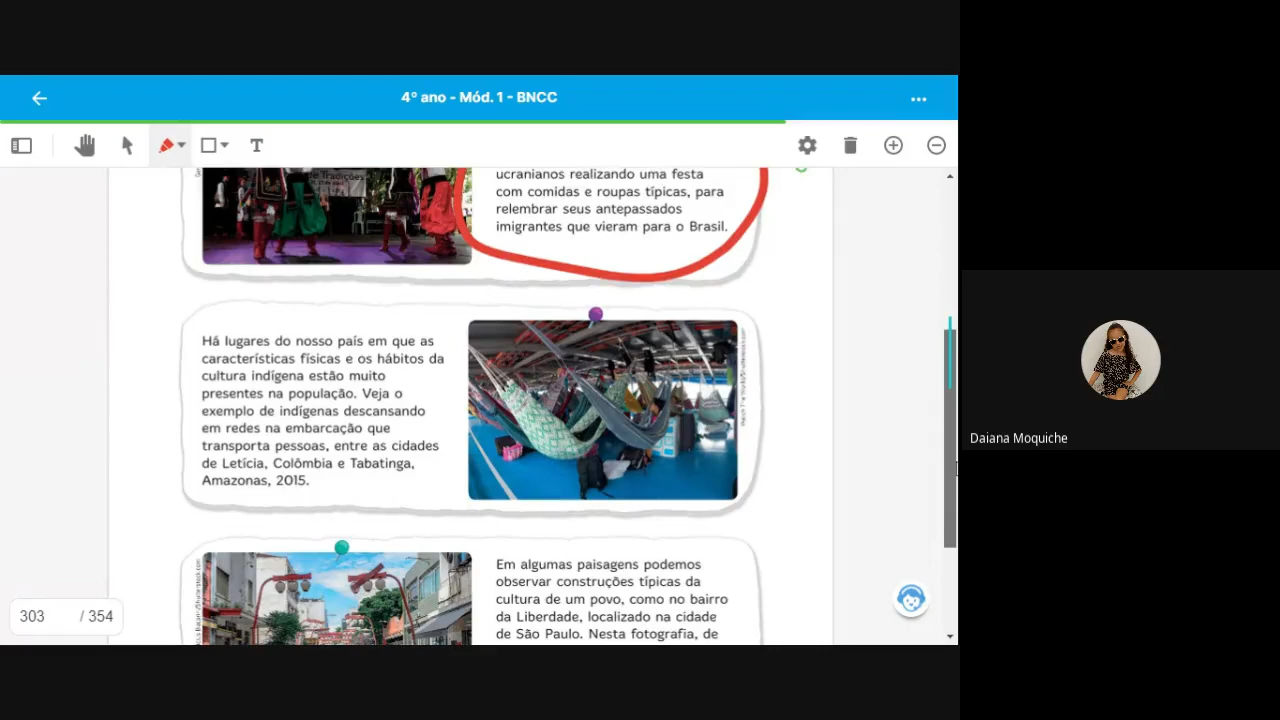 4º ano - Mód. 1 - BNCC
T
de Tradições
ucranianos realizando uma festa
com comidas e roupas típicas, para
relembrar seus antepassados
imigrantes que vieram para o Brasil.
Há lugares do nosso país em que as
características físicas e os hábitos da
cultura indígena estão muito
presentes na população. Veja o
exemplo de indígenas descansando
em redes na embarcação que
transporta pessoas, entre as cidades
de Letícia, Colômbia e Tabatinga,
Amazonas, 2015.
Em algumas paisagens podemos
observar construções típicas da
cultura de um povo, como no bairro
da Liberdade, localizado na cidade
de São Paulo. Nesta fotografia, de
303 / 354
Daiana Moquiche